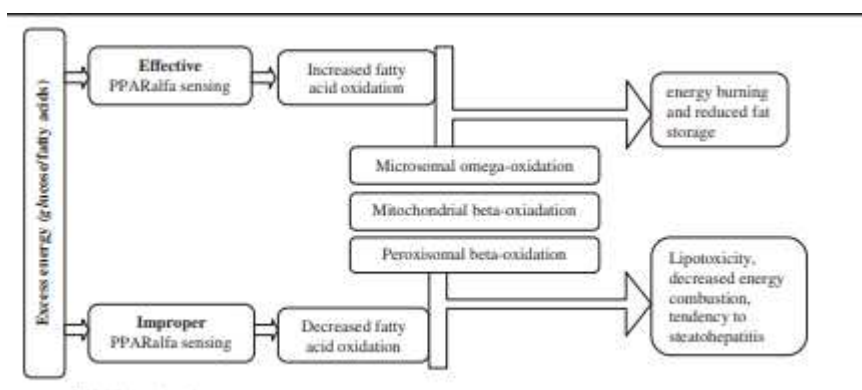 Excess energy (glucose/fatty acids)
Effective
PPARalfa sensing
Increased fatty
acid oxidation
energy burning
and reduced fat
storage
Microsomal omega-oxidation
Mitochondrial beta-oxiadation
Peroxisomal beta-oxidation
Improper
PPARalfa sensing
Decreased fatty
acid oxidation
Lipotoxicity,
decreased energy
combustion,
tendency to
steatohepatitis